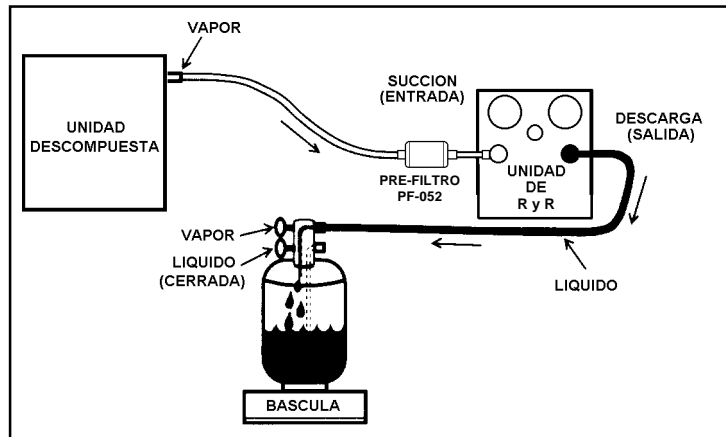 VAPOR
UNIDAD
DESCOMPUESTA
SUCCION
(ENTRADA)
DESCARGA
(SALIDA)
PRE-FILTRO
PF-052
UNIDAD
DE
R y R
VAPOR
LIQUIDO
(CERRADA)
LIQUIDO
BASCULA